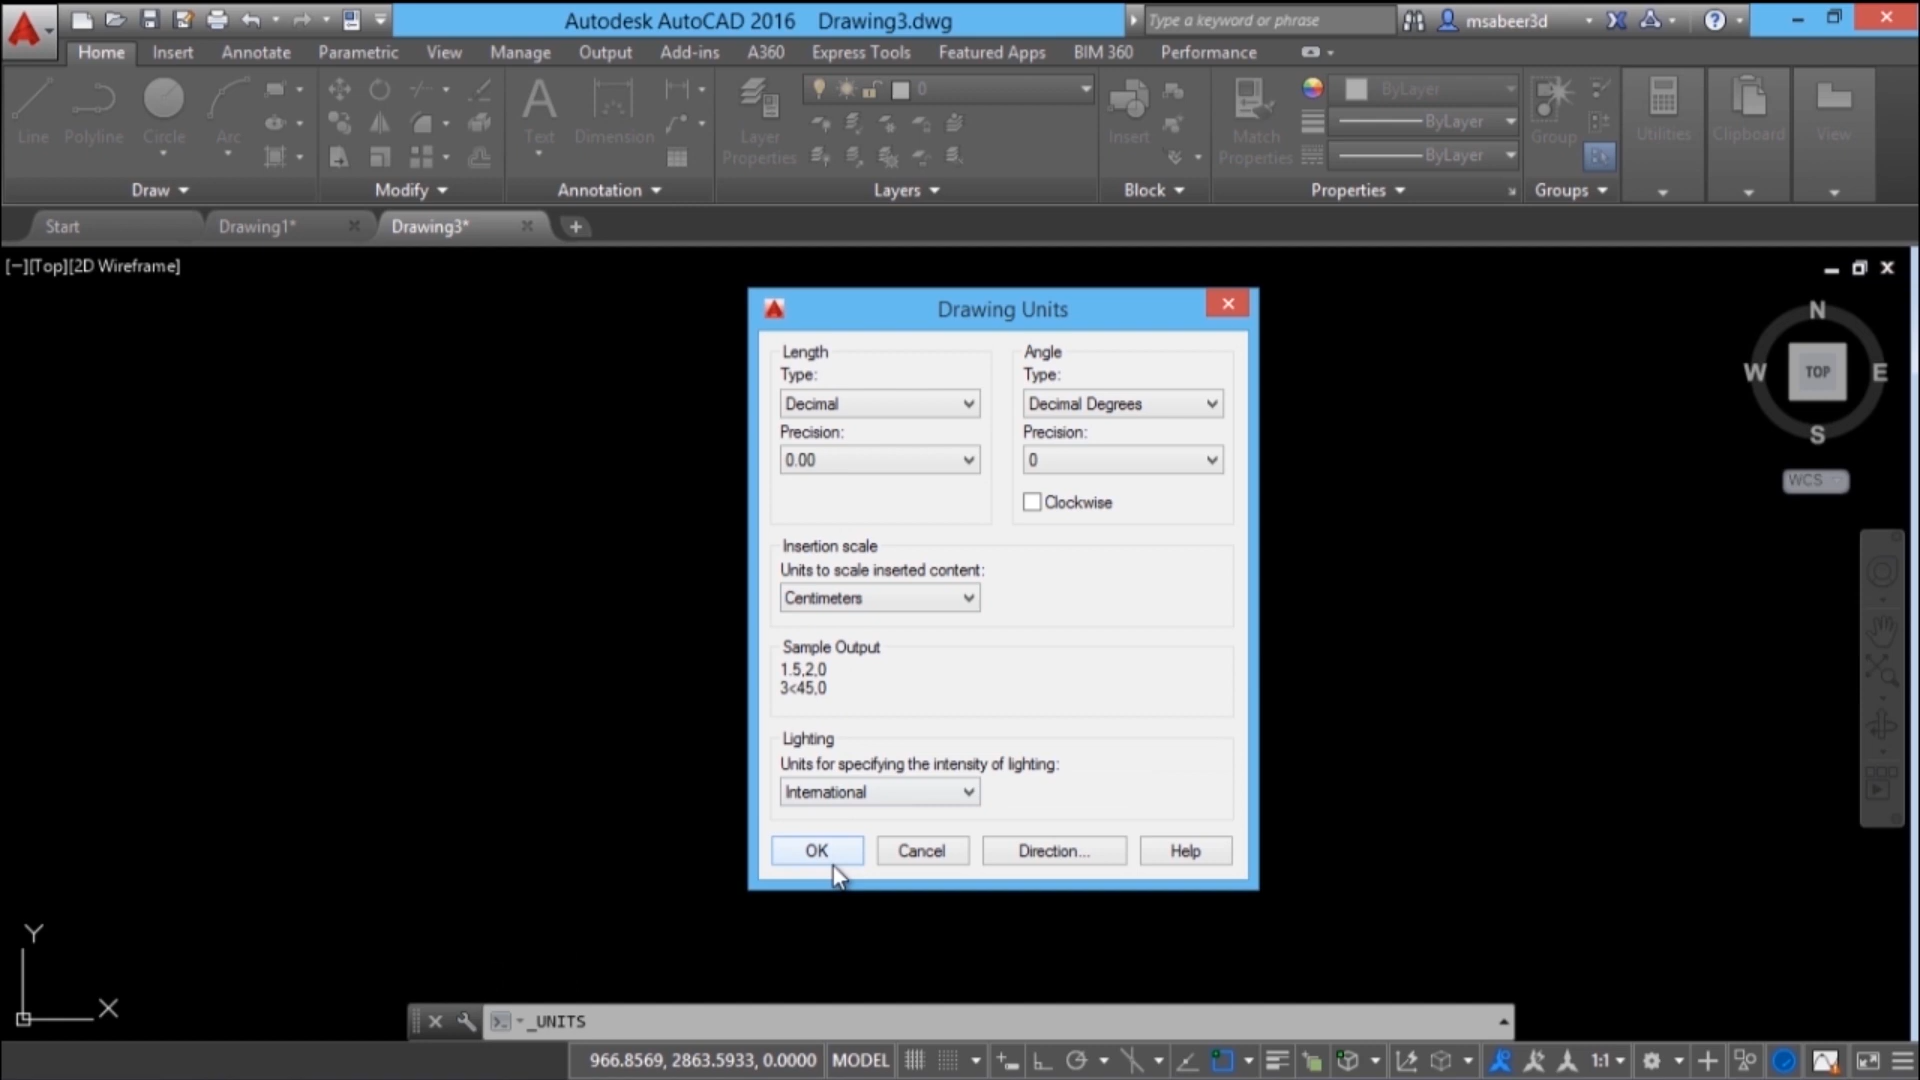 Autodesk AutoCAD 2016 Drawing3.dwg
Type a keyword or phrase
msabeer3d
Home Insert Annotate Parametric View Manage Output Add-ins A360 Express Tools Featured Apps BIM 360 Performance
0
ByLayer
ByLayer
ByLayer
Line Polyline Circle Arc
Text Dimension
Layer Properties
Insert
Match Properties
Group
Utilities
Clipboard
View
Draw Modify Annotation Layers Block Properties Groups
Start Drawing1* Drawing3*
[−][Top][2D Wireframe]
Drawing Units
Length
Type:
Decimal
Precision:
0.00
Angle
Type:
Decimal Degrees
Precision:
0
Clockwise
Insertion scale
Units to scale inserted content:
Centimeters
Sample Output
1.5,2,0
3<45,0
Lighting
Units for specifying the intensity of lighting:
International
OK Cancel Direction... Help
N
W TOP E
S
WCS
Y
X
_UNITS
966.8569, 2863.5933, 0.0000 MODEL 1:1